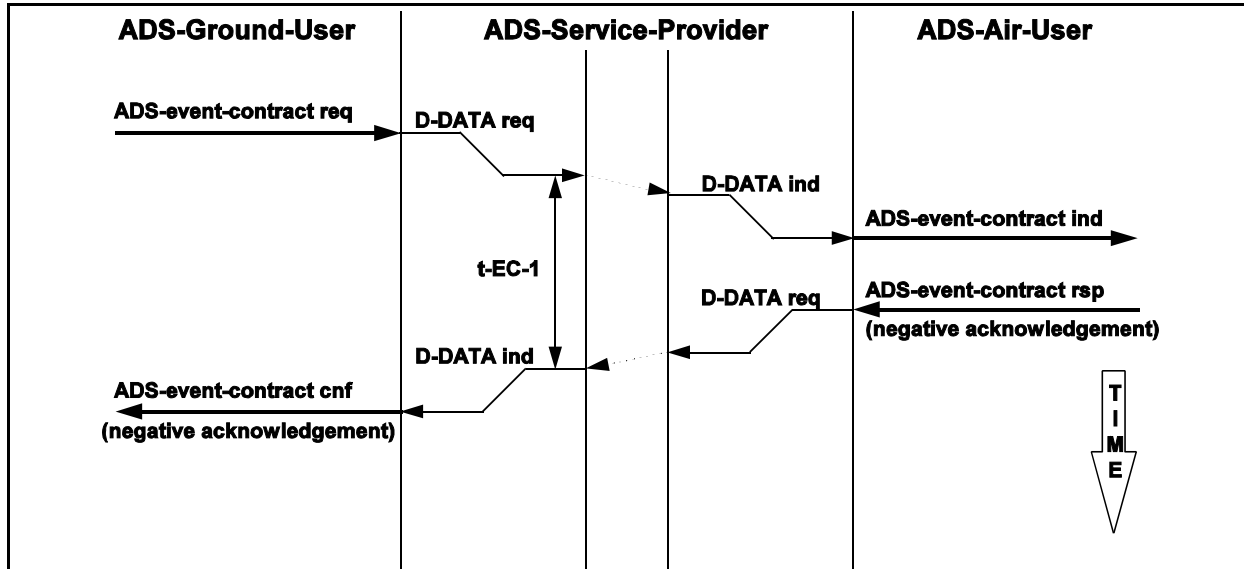 ADS-Ground-User
ADS-Service-Provider
ADS-Air-User
ADS-event-contract req
D-DATA req
D-DATA ind
ADS-event-contract ind
t-EC-1
D-DATA req
ADS-event-contract rsp
(negative acknowledgement)
D-DATA ind
ADS-event-contract cnf
(negative acknowledgement)
T
I
M
E